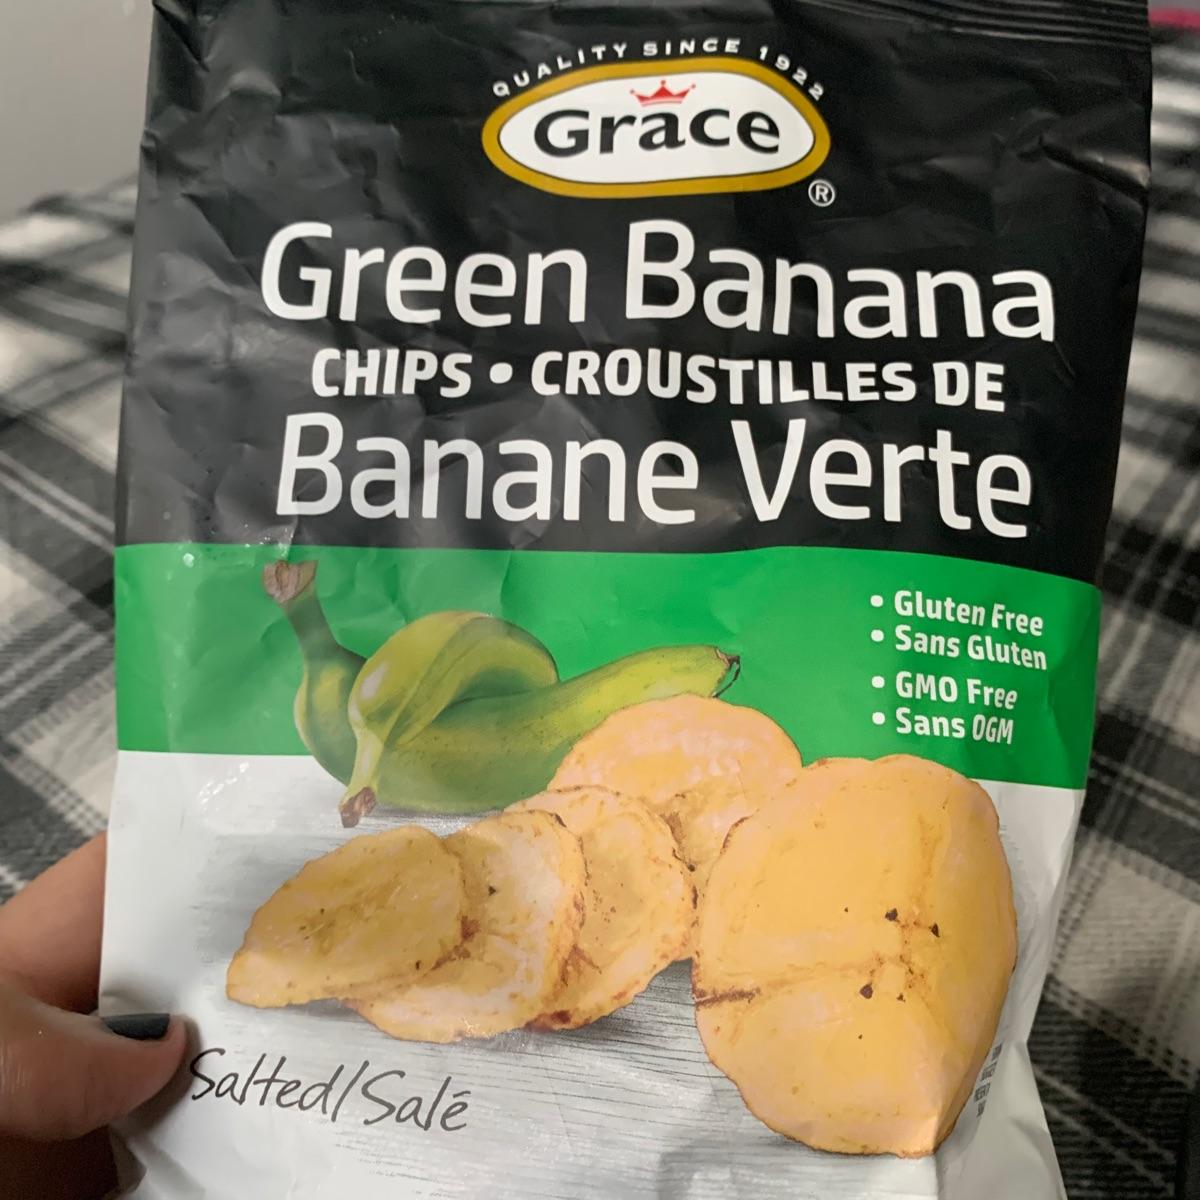 QUALITY SINCE 1922
Grace
®
Green Banana
CHIPS • CROUSTILLES DE
Banane Verte
• Gluten Free
• Sans Gluten
• GMO Free
• Sans OGM
Salted/Salé